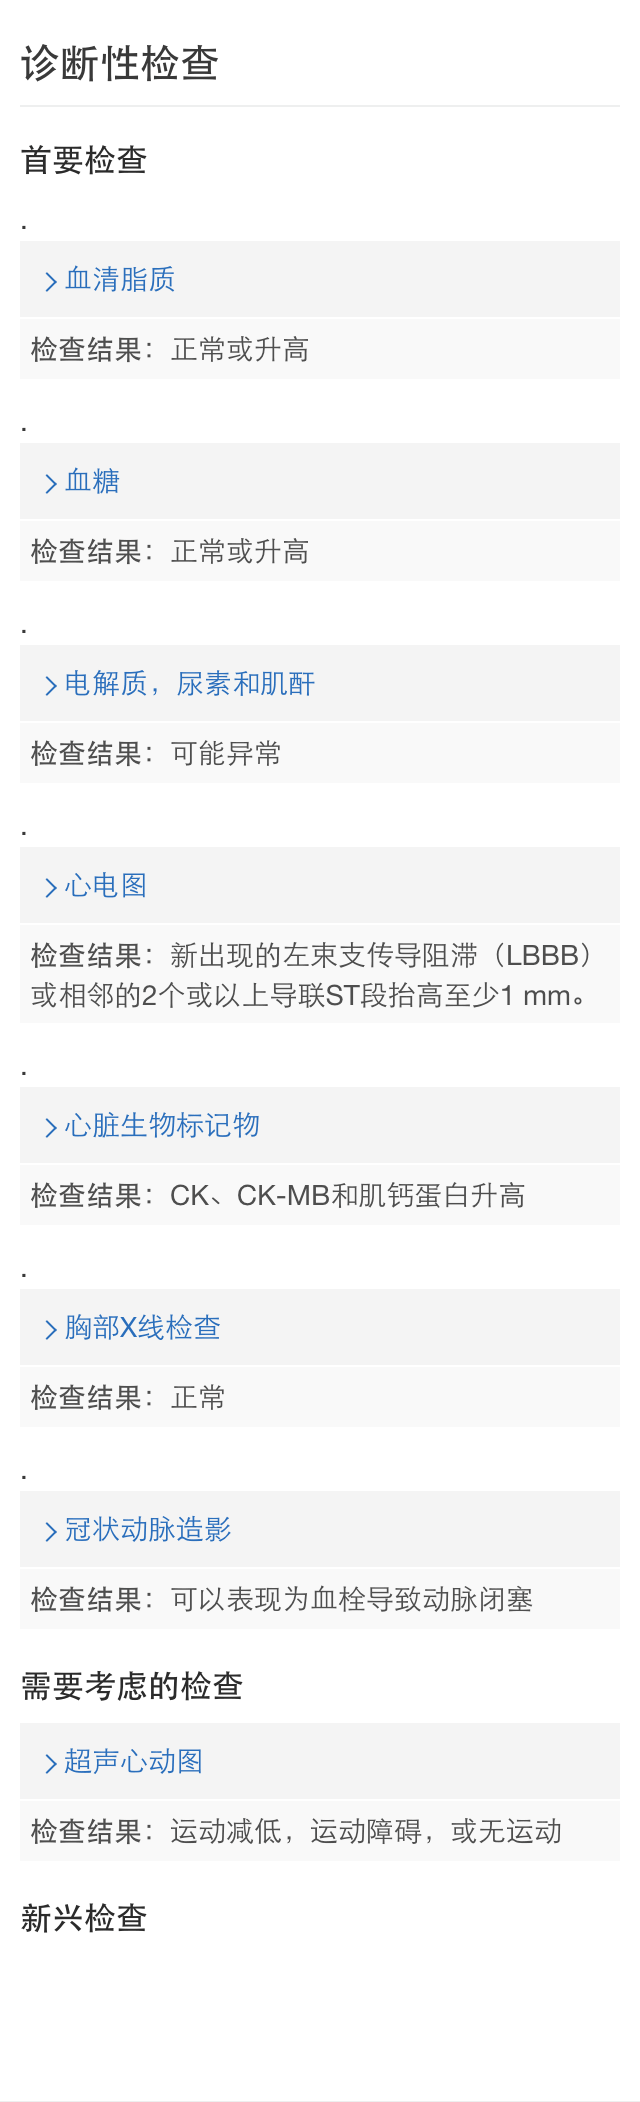 诊断性检查
首要检查
.
血清脂质
检查结果：正常或升高
.
血糖
检查结果：正常或升高
.
电解质，尿素和肌酐
检查结果：可能异常
.
心电图
检查结果：新出现的左束支传导阻滞（LBBB）
或相邻的2个或以上导联ST段抬高至少1 mm。
.
心脏生物标记物
检查结果：CK、CK-MB和肌钙蛋白升高
.
胸部X线检查
检查结果：正常
.
冠状动脉造影
检查结果：可以表现为血栓导致动脉闭塞
需要考虑的检查
超声心动图
检查结果：运动减低，运动障碍，或无运动
新兴检查